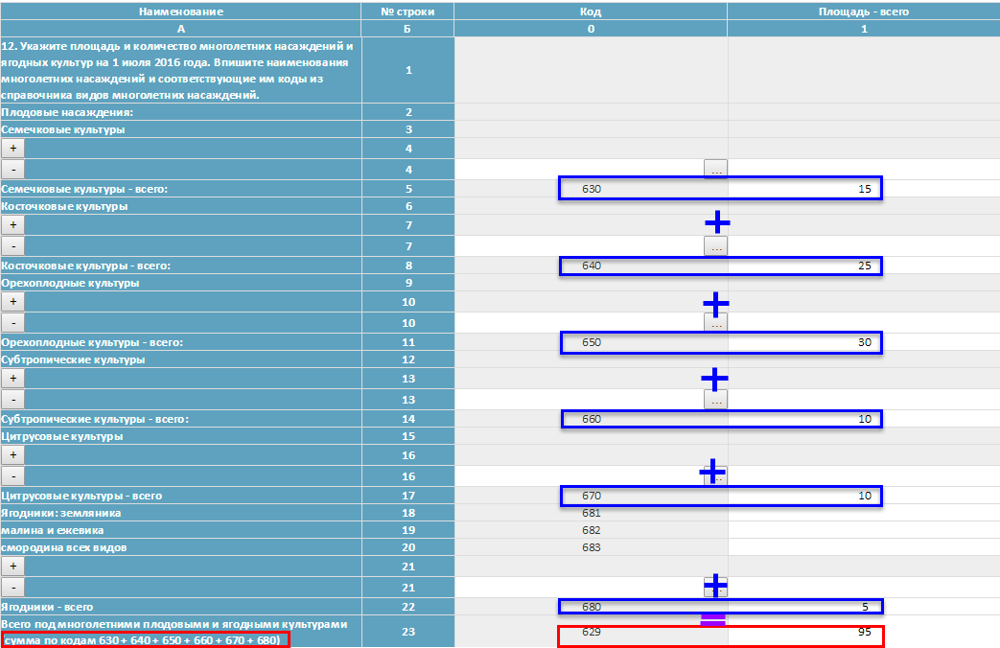 Наименование № строки Код Площадь - всего
А Б 0 1
12. Укажите площадь и количество многолетних насаждений и
ягодных культур на 1 июля 2016 года. Впишите наименования
многолетних насаждений и соответствующие им коды из
справочника видов многолетних насаждений.
1
Плодовые насаждения: 2
Семечковые культуры 3
+ 4
- 4 ...
Семечковые культуры - всего: 5 630 15
Косточковые культуры 6
+ 7 +
- 7 ...
Косточковые культуры - всего: 8 640 25
Орехоплодные культуры 9
+ 10 +
- 10 ...
Орехоплодные культуры - всего: 11 650 30
Субтропические культуры 12
+ 13 +
- 13 ...
Субтропические культуры - всего: 14 660 10
Цитрусовые культуры 15
+ 16
- 16 + ...
Цитрусовые культуры - всего 17 670 10
Ягодники: земляника 18 681
малина и ежевика 19 682
смородина всех видов 20 683
+ 21
- 21 +
Ягодники - всего 22 680 5
=
Всего под многолетними плодовыми и ягодными культурами
(сумма по кодам 630 + 640 + 650 + 660 + 670 + 680) 23 629 95